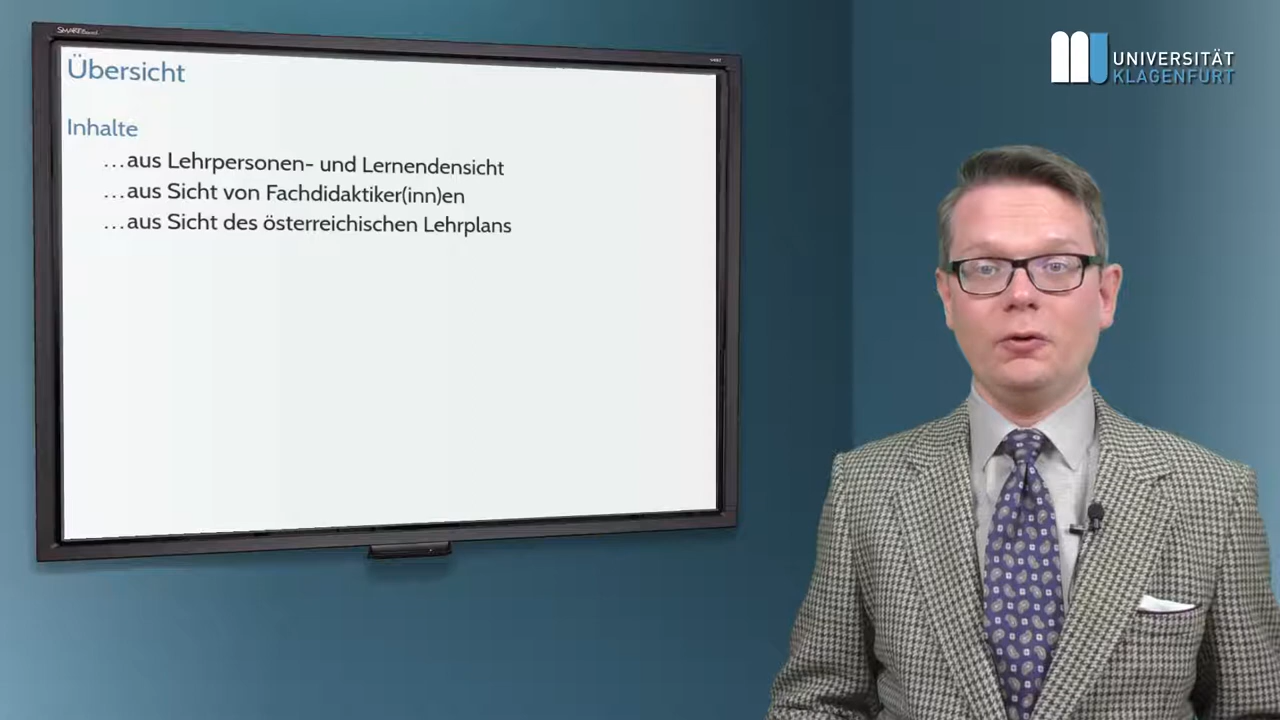 UNIVERSITÄT
KLAGENFURT
Übersicht
Inhalte
...aus Lehrpersonen- und Lernendensicht
...aus Sicht von Fachdidaktiker(inn)en
...aus Sicht des österreichischen Lehrplans